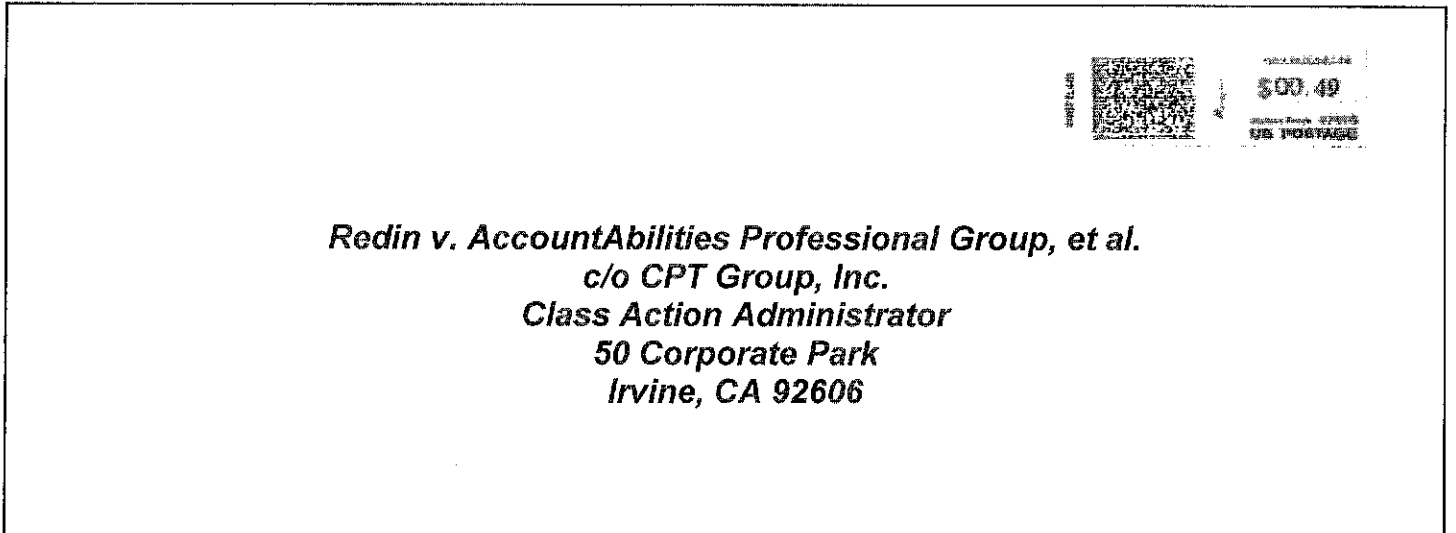 $00.49
US POSTAGE
Redin v. AccountAbilities Professional Group, et al.
c/o CPT Group, Inc.
Class Action Administrator
50 Corporate Park
Irvine, CA 92606